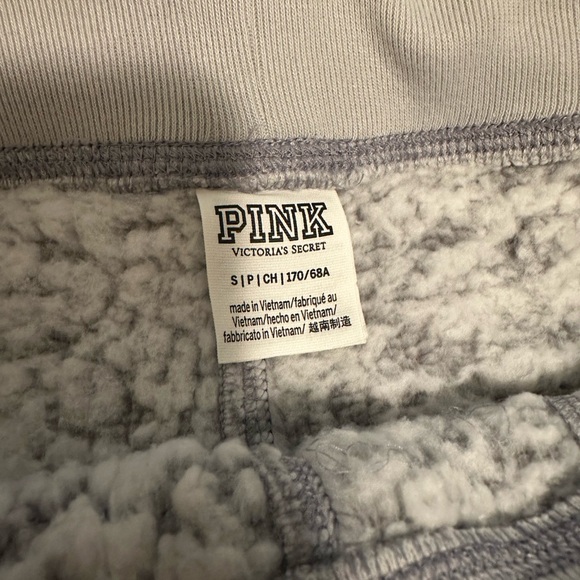 PINK
VICTORIA'S SECRET
S|P|CH|170/68A
made in Vietnam/fabriqué au
Vietnam/hecho en Vietnam/
fabbricato in Vietnam/ 越南制造